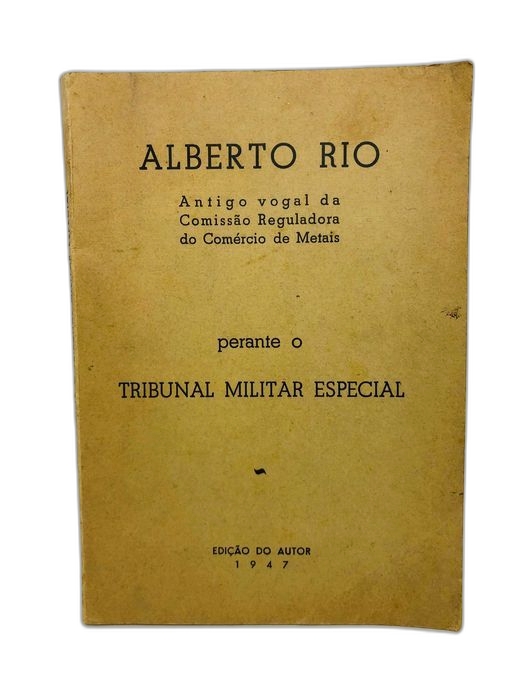 ALBERTO RIO
Antigo vogal da
Comissão Reguladora
do Comércio de Metais
perante o
TRIBUNAL MILITAR ESPECIAL
EDIÇÃO DO AUTOR
1947